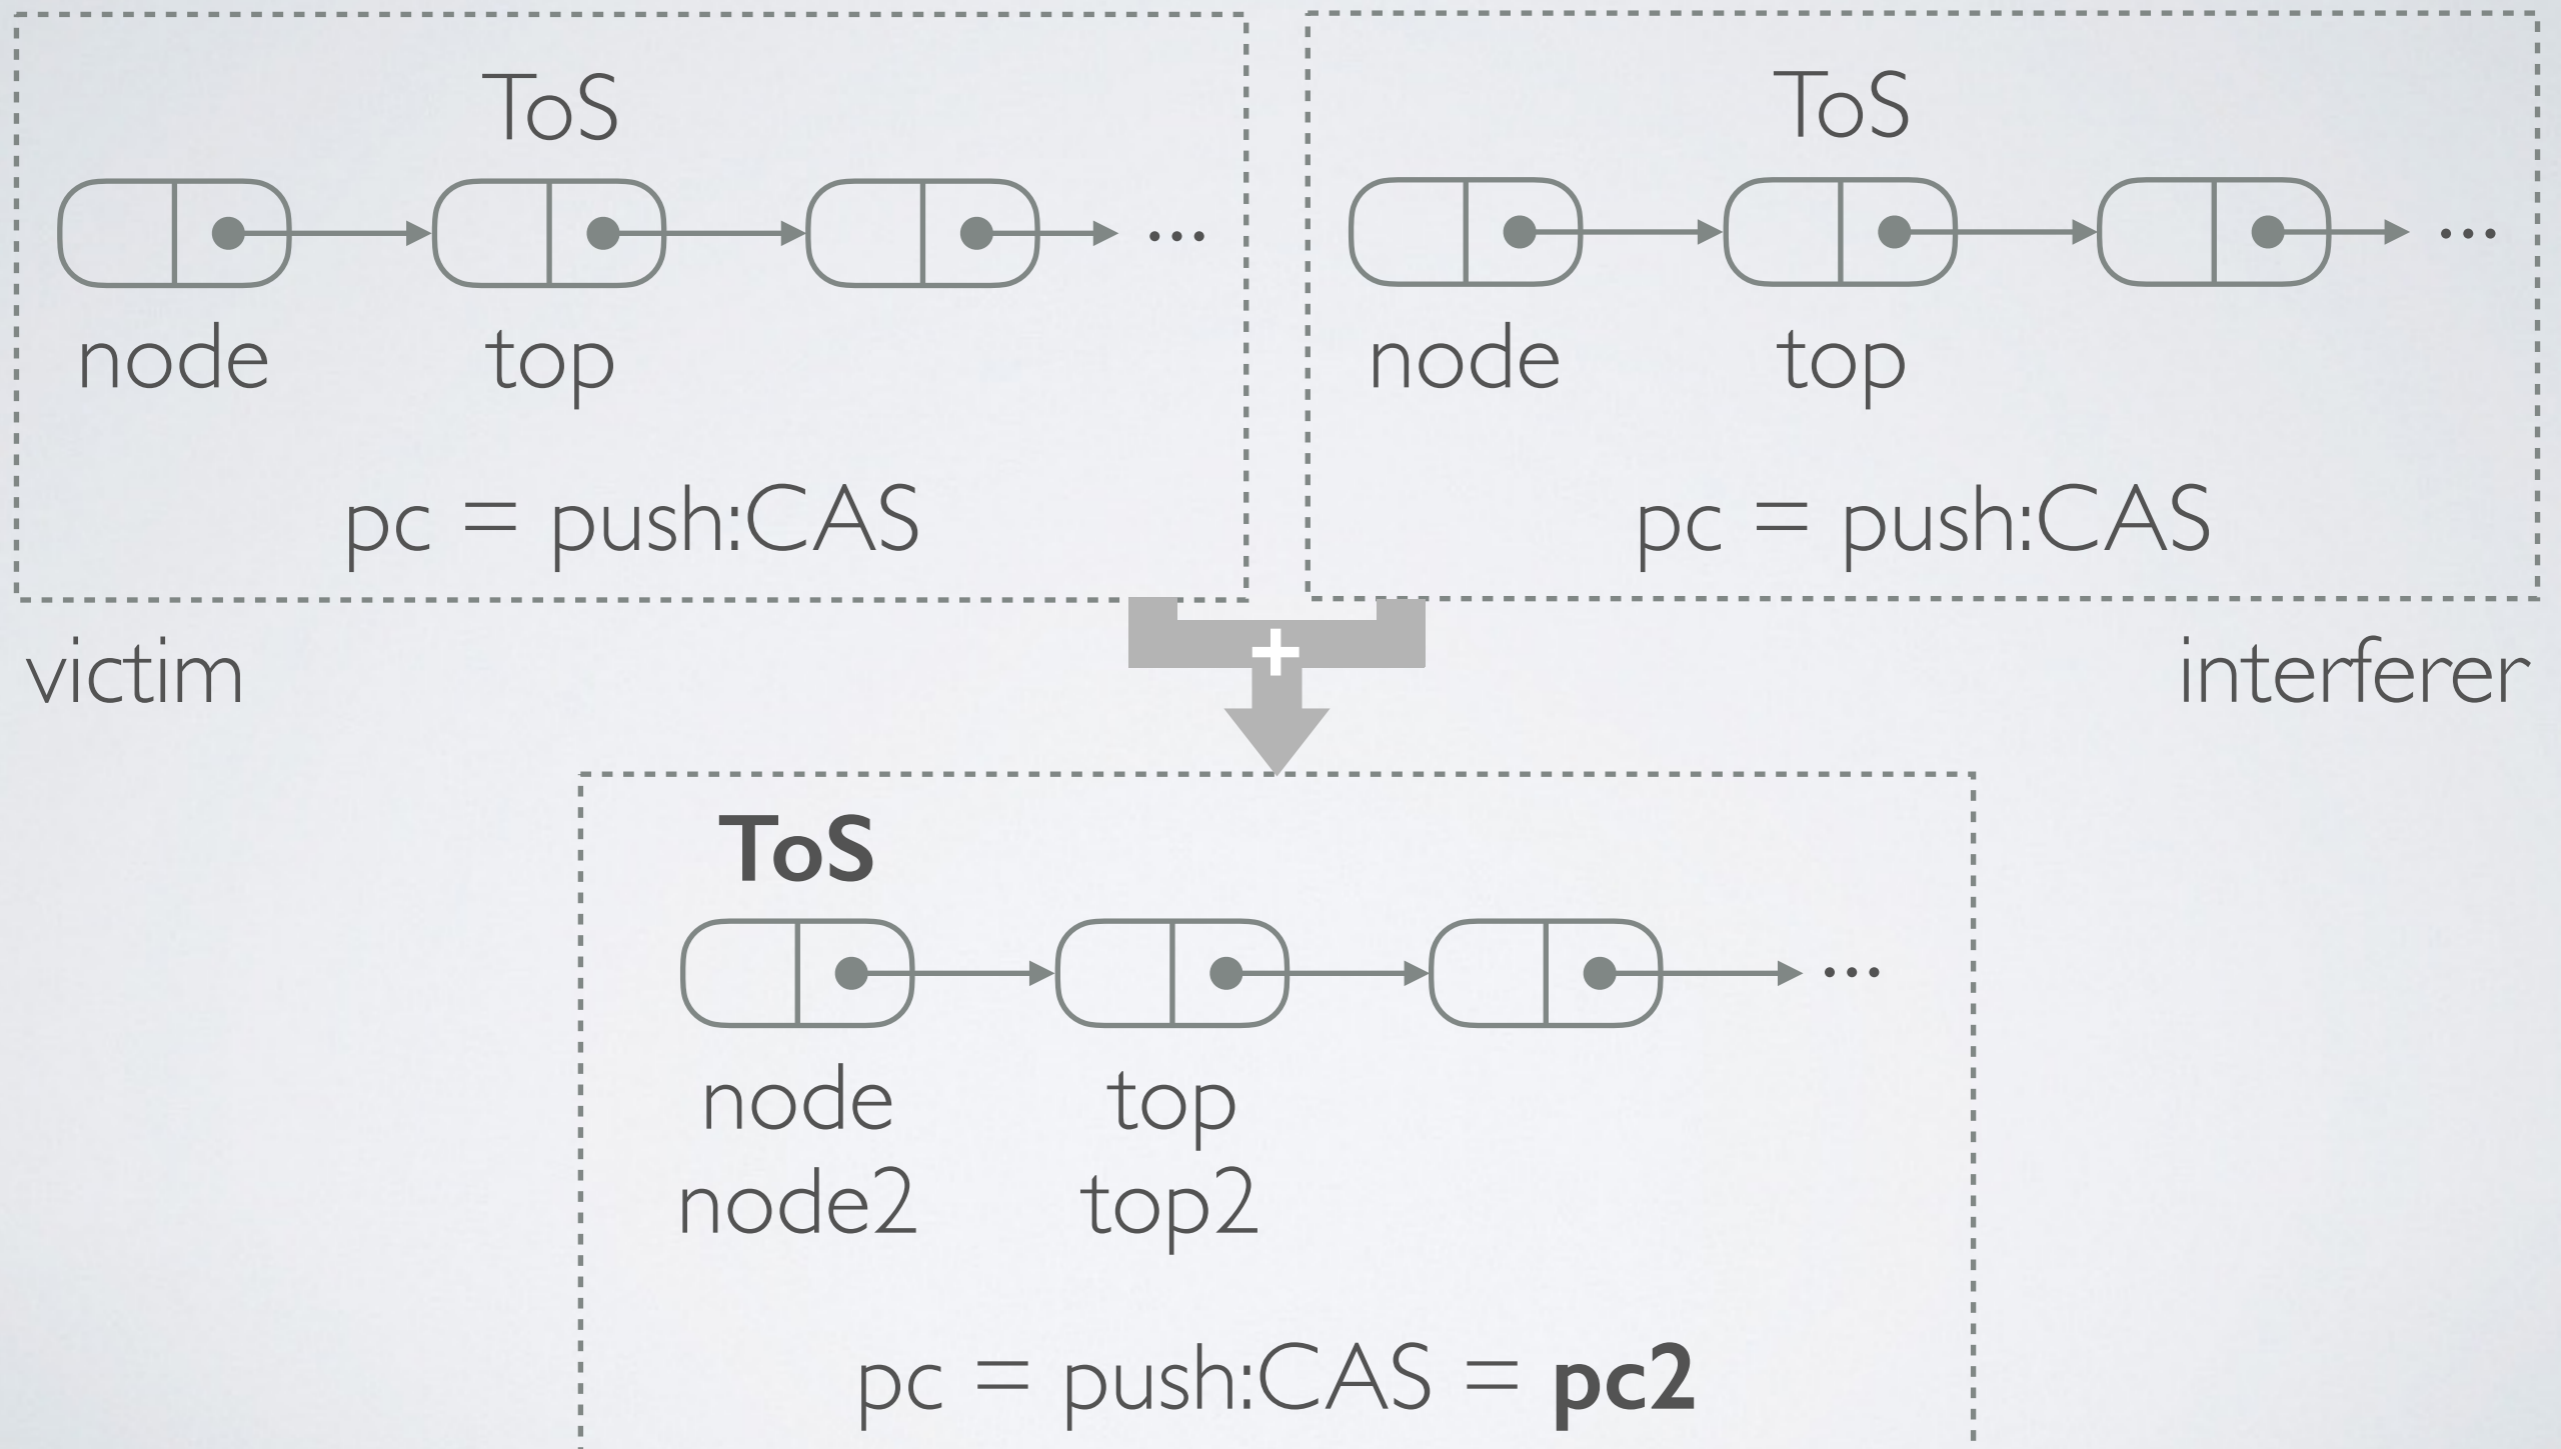 ToS
...
node top
pc = push:CAS
victim
ToS
...
node top
pc = push:CAS
interferer
+
ToS
...
node top
node2 top2
pc = push:CAS = pc2